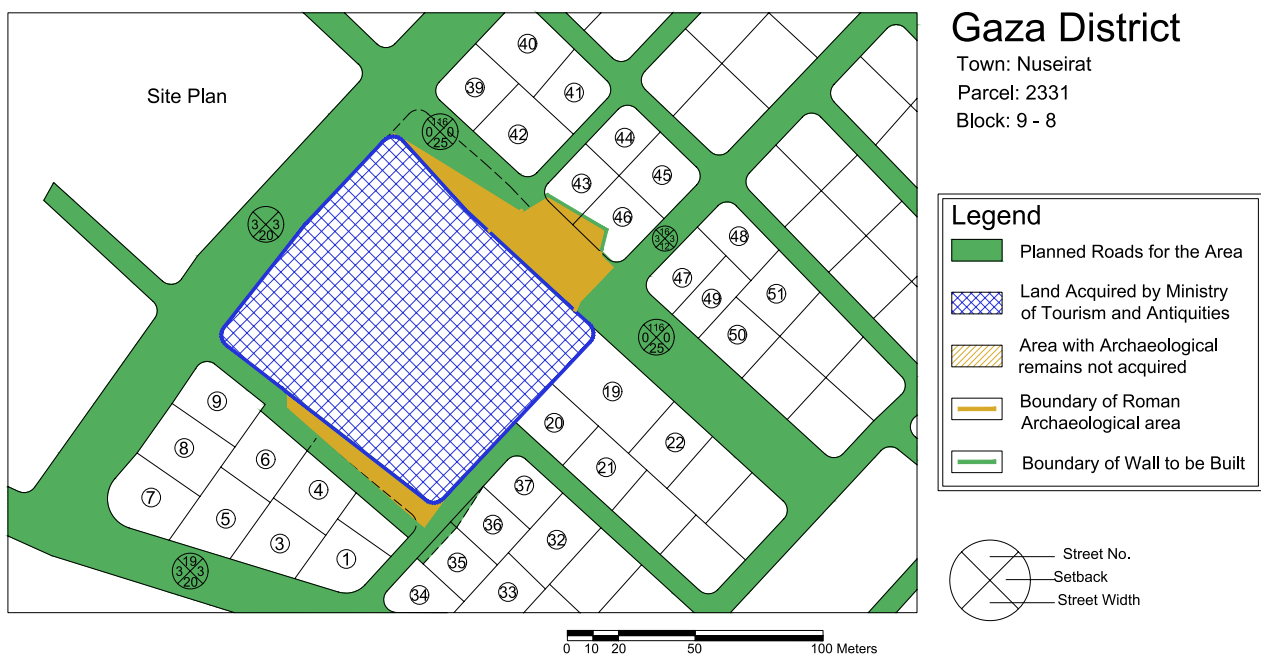 Gaza District
Town: Nuseirat
Parcel: 2331
Block: 9 - 8
Site Plan
40
39
41
42
116
0 0
25
44
43
45
46
3 3
20
16
3 3
12
48
47
49
51
50
116
0 0
25
19
20
22
21
9
8
6
7
4
5
3
1
37
36
32
35
34
33
19
3 3
20
Legend
Planned Roads for the Area
Land Acquired by Ministry
of Tourism and Antiquities
Area with Archaeological
remains not acquired
Boundary of Roman
Archaeological area
Boundary of Wall to be Built
Street No.
Setback
Street Width
0 10 20 50 100 Meters